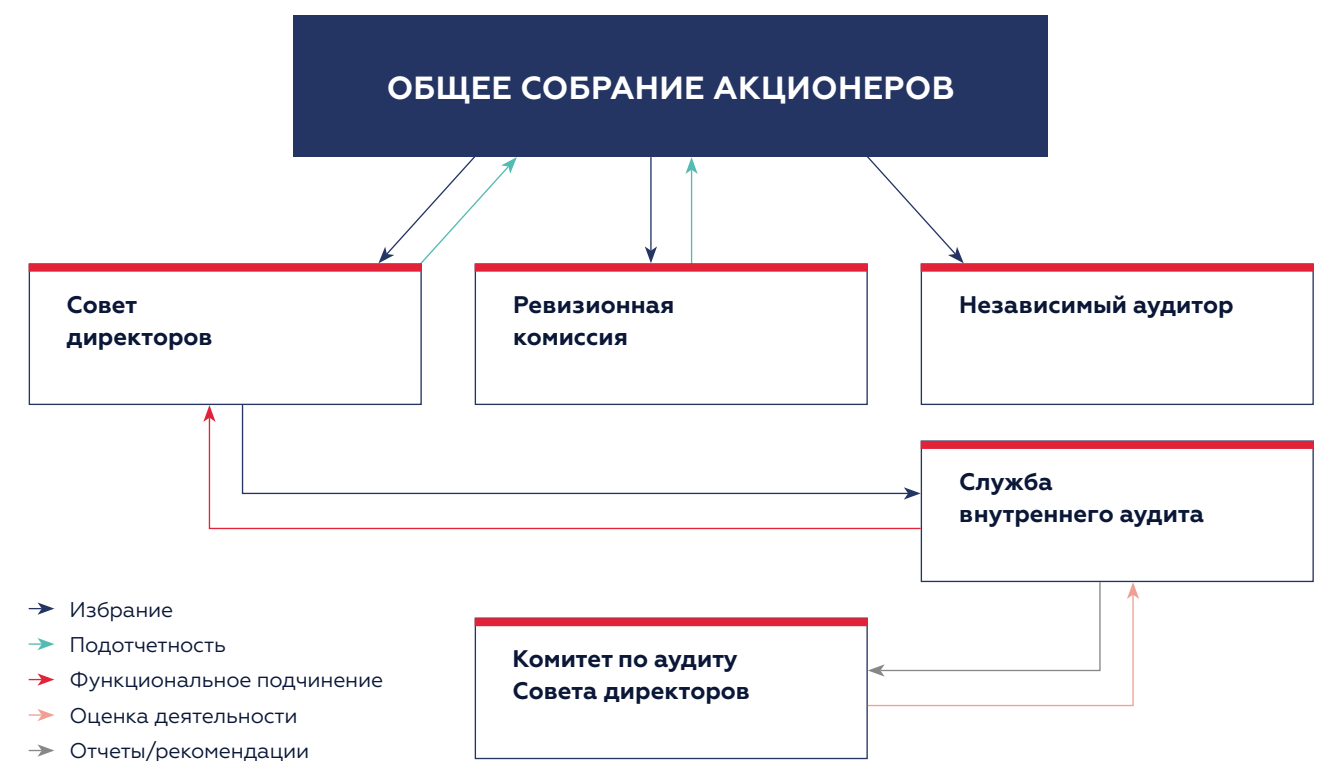 ОБЩЕЕ СОБРАНИЕ АКЦИОНЕРОВ
Совет
директоров
Ревизионная
комиссия
Независимый аудитор
Служба
внутреннего аудита
Комитет по аудиту
Совета директоров
Избрание
Подотчетность
Функциональное подчинение
Оценка деятельности
Отчеты/рекомендации